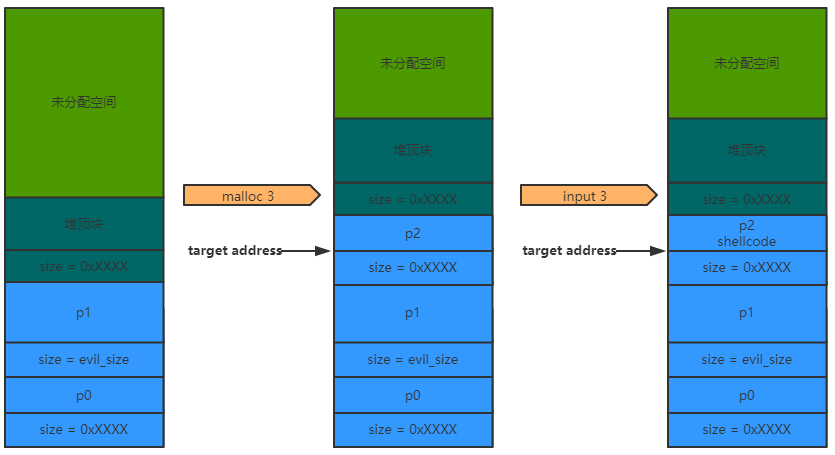 未分配空间
堆顶块
size = 0xXXXX
p1
size = evil_size
p0
size = 0xXXXX
malloc 3
target address
未分配空间
堆顶块
size = 0xXXXX
p2
size = 0xXXXX
p1
size = evil_size
p0
size = 0xXXXX
input 3
target address
未分配空间
堆顶块
size = 0xXXXX
p2
shellcode
size = 0xXXXX
p1
size = evil_size
p0
size = 0xXXXX